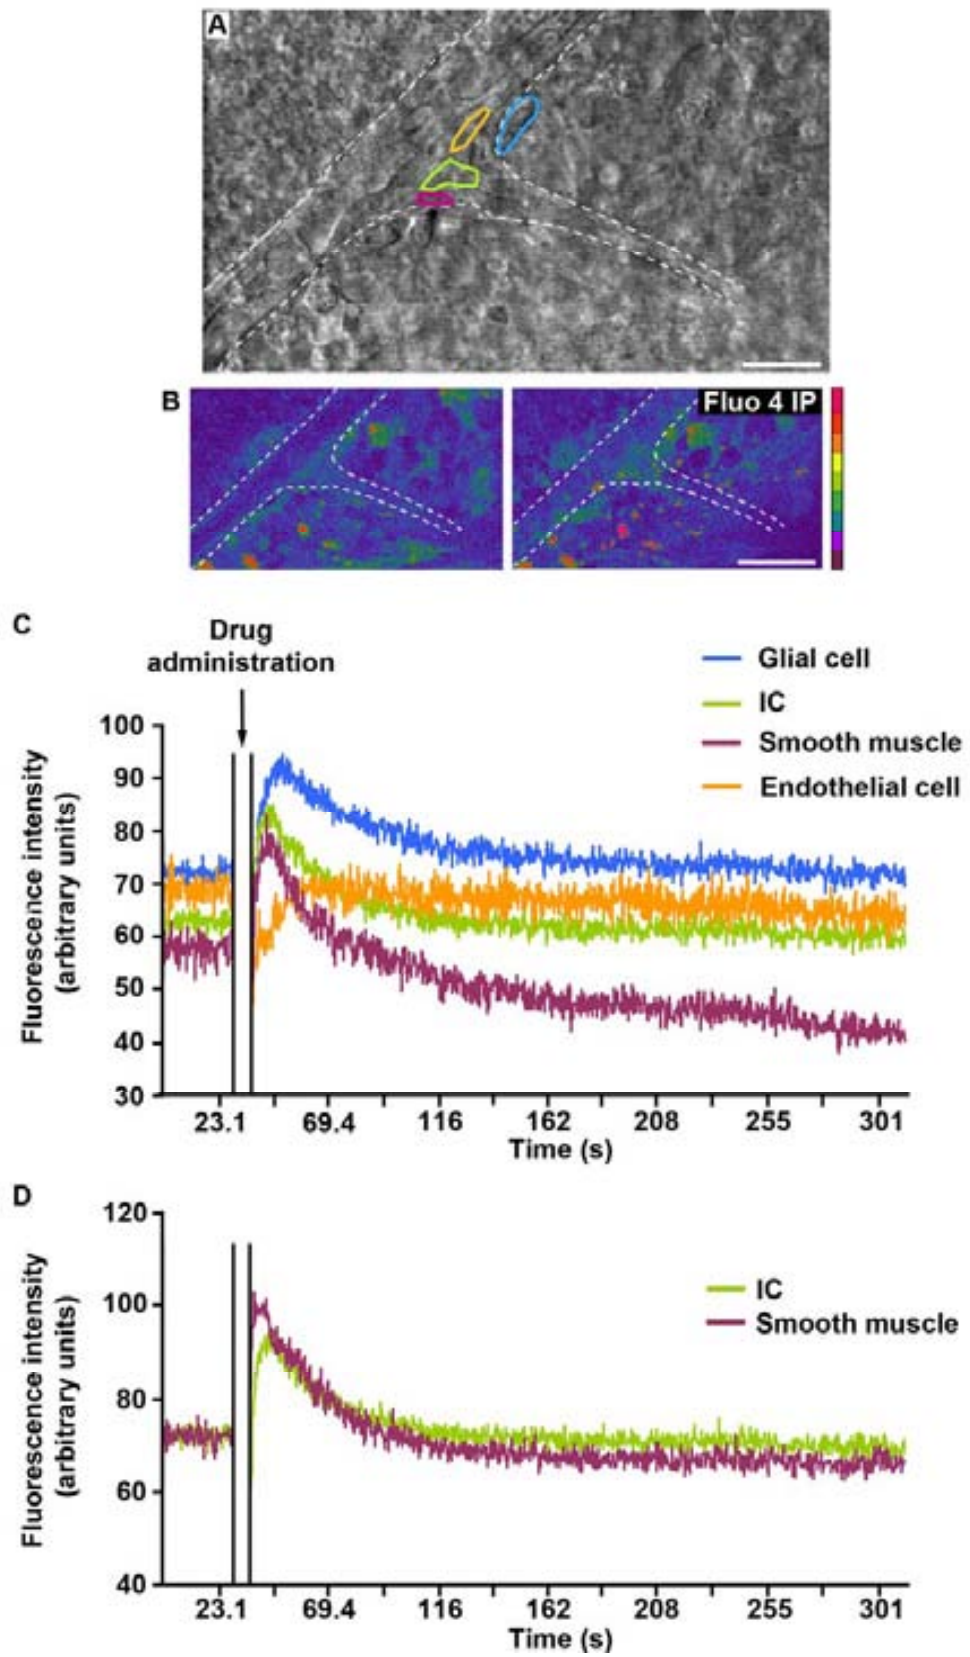 A
B
Fluo 4 IP
C
Drug
administration
Glial cell
IC
Smooth muscle
Endothelial cell
Fluorescence intensity
(arbitrary units)
100
90
80
70
60
50
40
30
23.1
69.4
116
162
208
255
301
Time (s)
D
IC
Smooth muscle
Fluorescence intensity
(arbitrary units)
120
100
80
60
40
23.1
69.4
116
162
208
255
301
Time (s)